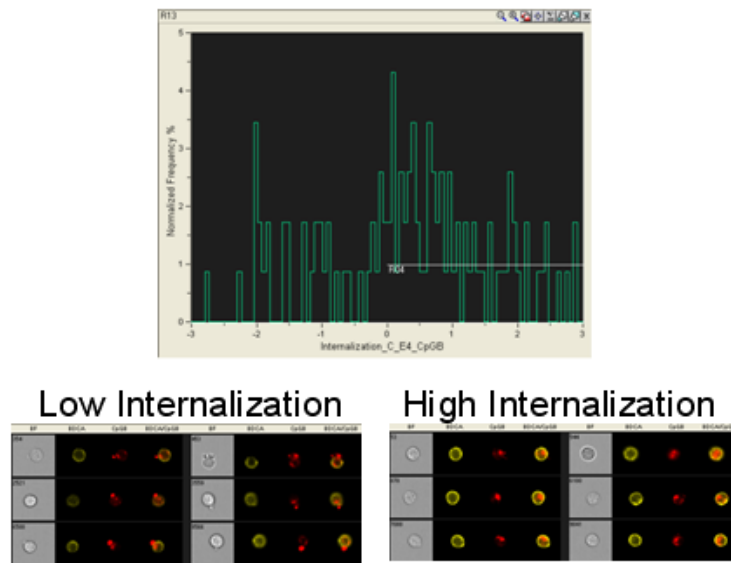 R13
5
4
3
2
1
0
Normalized Frequency %
R04
-3 -2 -1 0 1 2 3
Internalization_C_E4_CpGB
Low Internalization High Internalization
BF BDCA CpGB BDCA/CpGB BF BDCA CpGB BDCA/CpGB BF BDCA CpGB BDCA/CpGB BF BDCA CpGB BDCA/CpGB